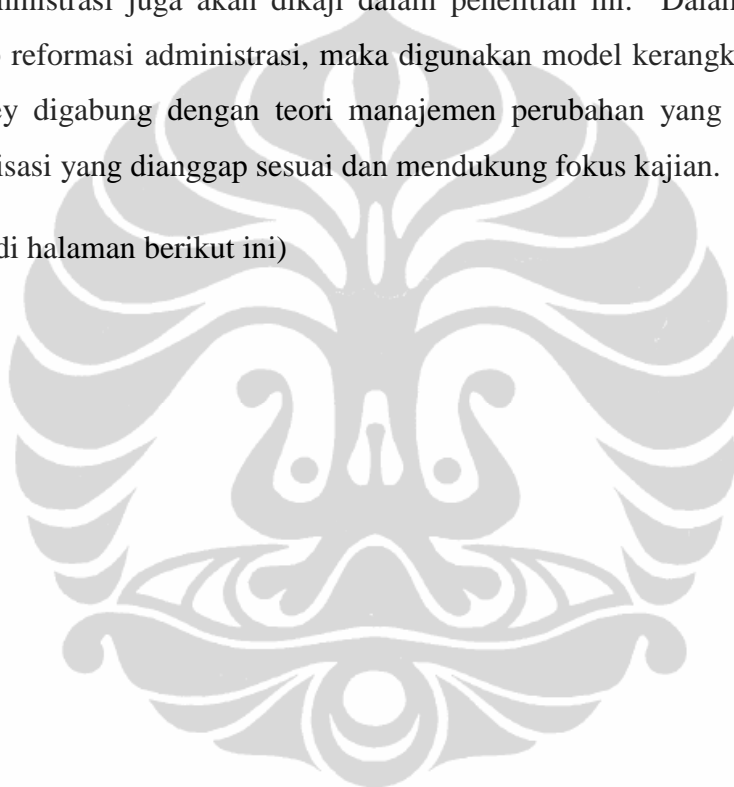 ministrasi juga akan dikaji dalam penelitian ini. Dalam
reformasi administrasi, maka digunakan model kerangk
ey digabung dengan teori manajemen perubahan yang
isasi yang dianggap sesuai dan mendukung fokus kajian.
di halaman berikut ini)